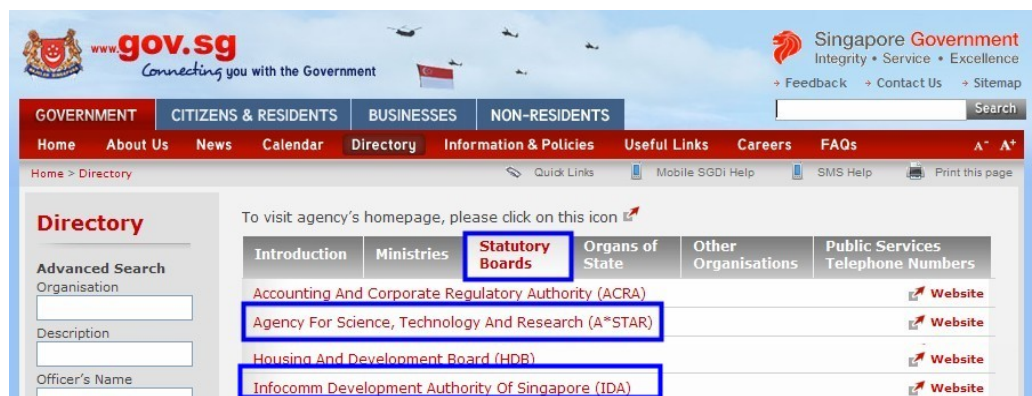 www.gov.sg
Connecting you with the Government
Singapore Government
Integrity • Service • Excellence
Feedback Contact Us Sitemap
GOVERNMENT CITIZENS & RESIDENTS BUSINESSES NON-RESIDENTS Search
Home About Us News Calendar Directory Information & Policies Useful Links Careers FAQs A- A+
Home > Directory Quick Links Mobile SGDi Help SMS Help Print this page
Directory
Advanced Search
Organisation
Description
Officer's Name
To visit agency's homepage, please click on this icon
Introduction Ministries Statutory Boards Organs of State Other Organisations Public Services Telephone Numbers
Accounting And Corporate Regulatory Authority (ACRA) Website
Agency For Science, Technology And Research (A*STAR) Website
Housing And Development Board (HDB) Website
Infocomm Development Authority Of Singapore (IDA) Website